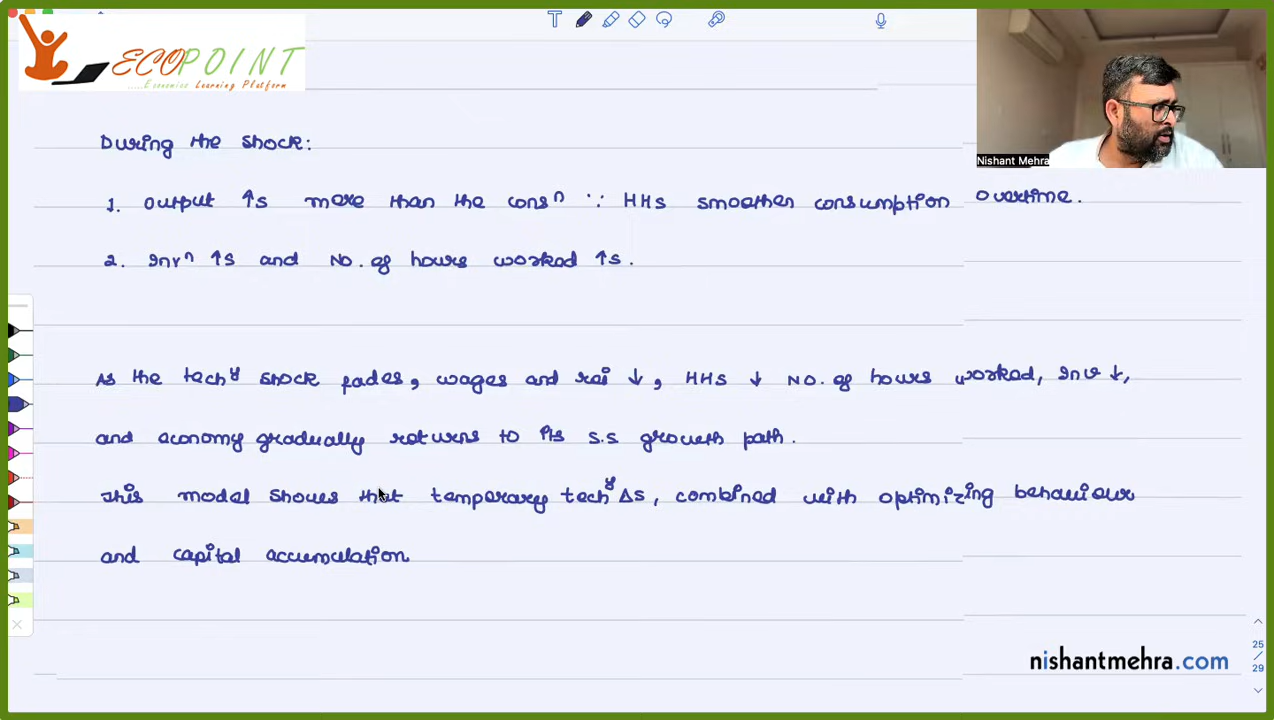 ECOPOINT
.....Economics Learning Platform
Nishant Mehra
During the shock:
1. output ↑s more than the consⁿ ∵ HHs smoothen consumption overtime.
2. Invⁿ ↑s and No. of hours worked ↑s.
As the techʸ shock fades, wages and roi ↓, HHs ↓ No. of hours worked, Inv ↓,
and economy gradually returns to its s.s growth path.
This model shows that temporary techʸ Δs, combined with optimizing behaviour
and capital accumulation
nishantmehra.com
25
/
29